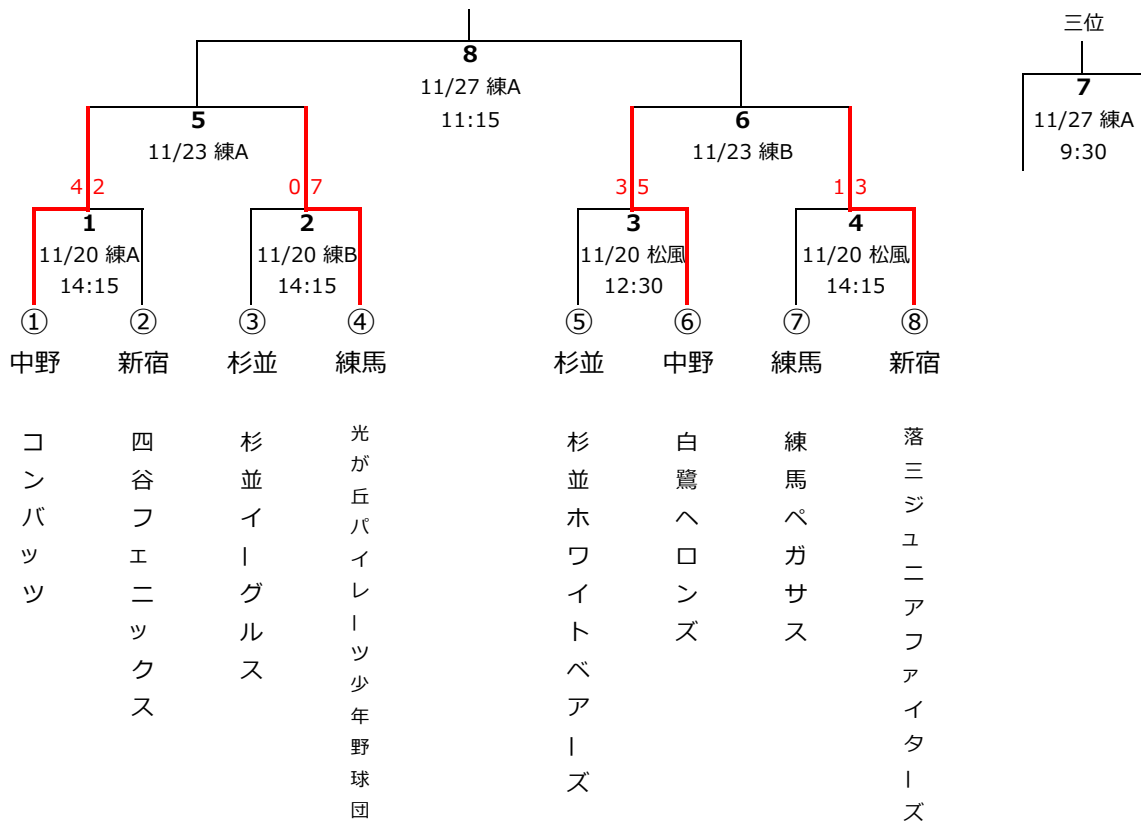 三位
8
11/27 練A
11:15
7
11/27 練A
9:30
5
11/23 練A
6
11/23 練B
4 2
0 7
3 5
1 3
1
11/20 練A
14:15
2
11/20 練B
14:15
3
11/20 松風
12:30
4
11/20 松風
14:15
① ② ③ ④ ⑤ ⑥ ⑦ ⑧
中野 新宿 杉並 練馬 杉並 中野 練馬 新宿
コンバッツ
四谷フェニックス
杉並イーグルス
光が丘パイレーツ少年野球団
杉並ホワイトベアーズ
白鷺ヘロンズ
練馬ペガサス
落三ジュニアファイターズ